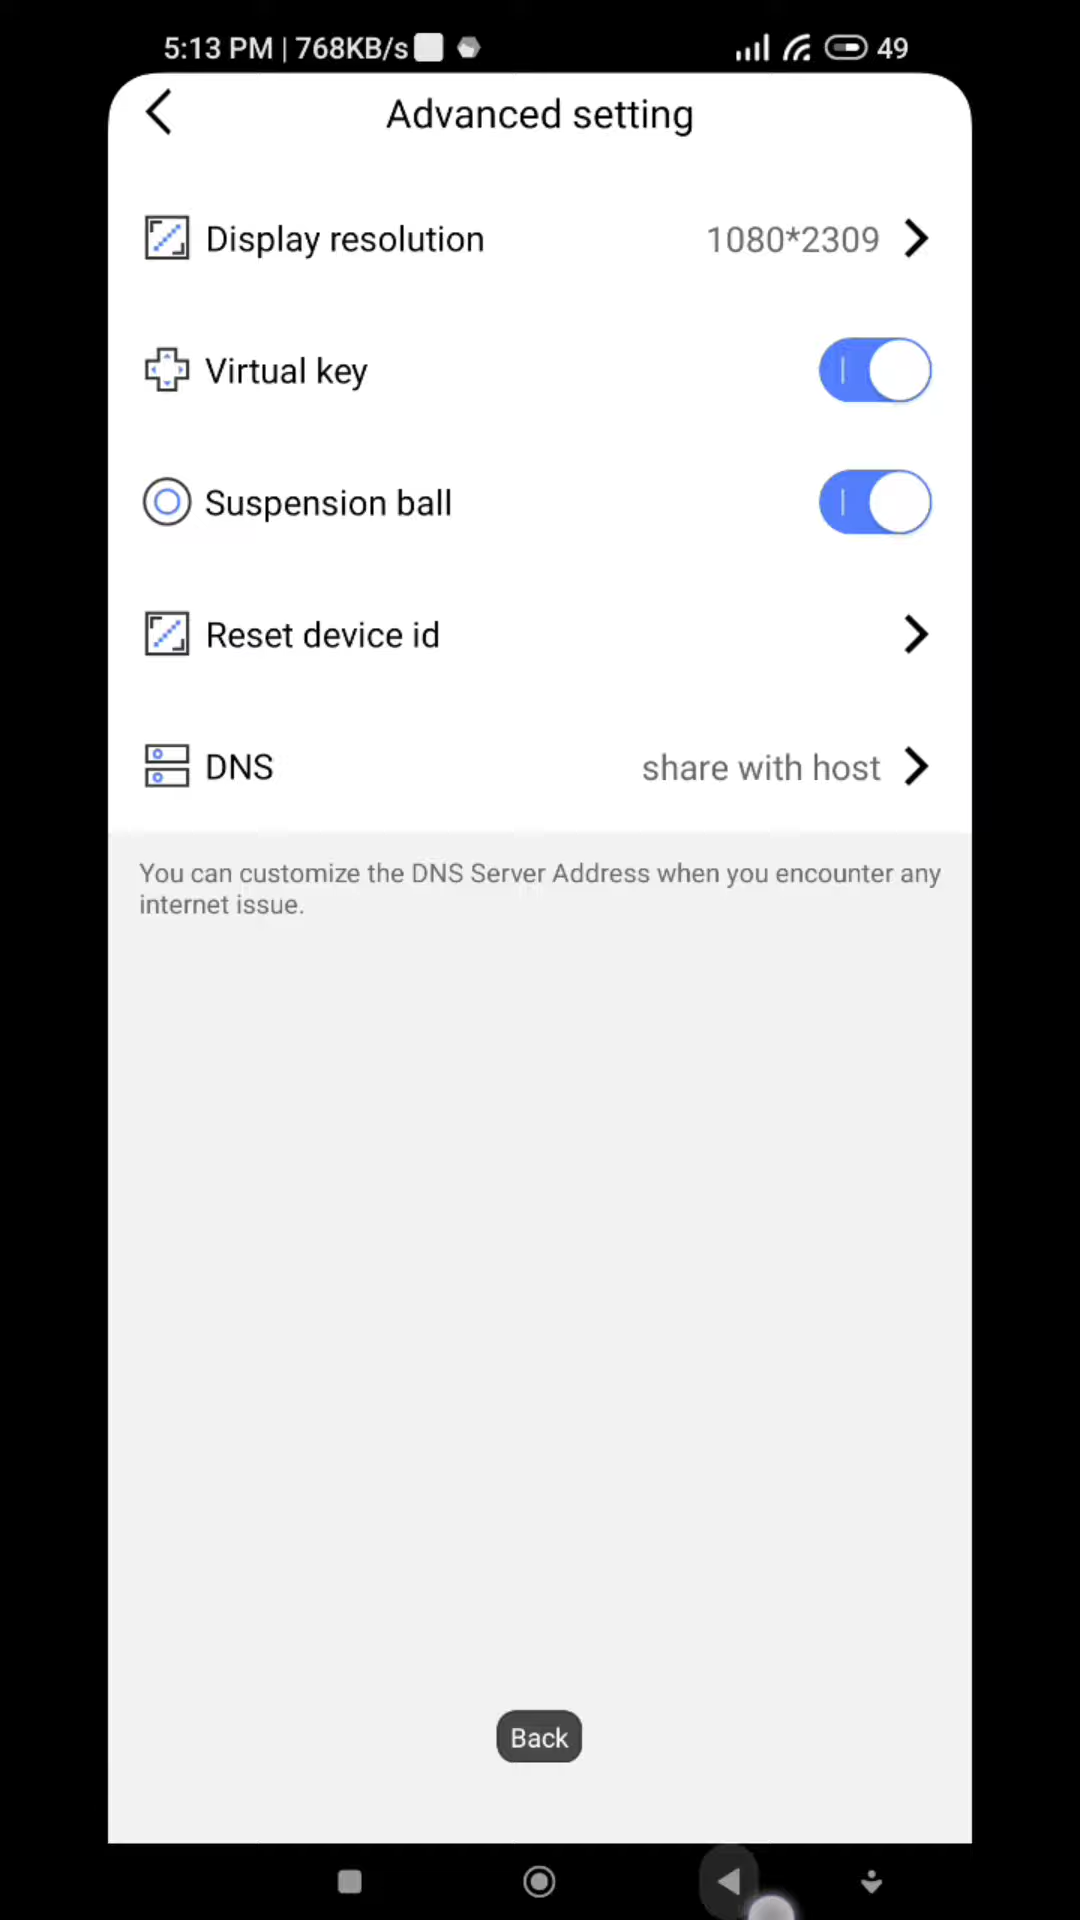 5:13 PM | 768KB/s 49
Advanced setting
Display resolution 1080*2309
Virtual key
Suspension ball
Reset device id
DNS share with host
You can customize the DNS Server Address when you encounter any
internet issue.
Back